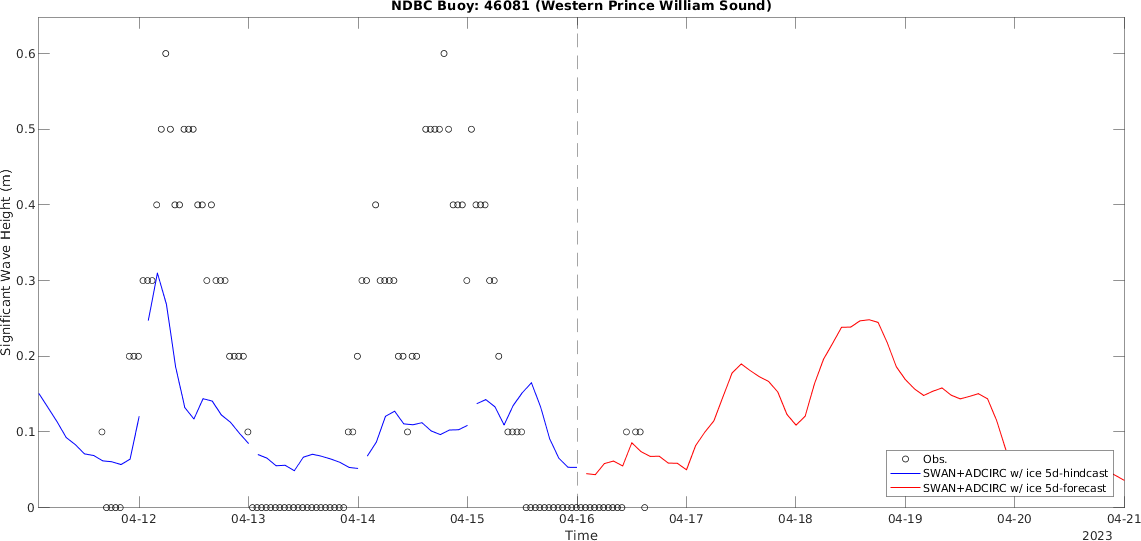 NDBC Buoy: 46081 (Western Prince William Sound)
Significant Wave Height (m)
0.6
0.5
0.4
0.3
0.2
0.1
0
Obs.
SWAN+ADCIRC w/ ice 5d-hindcast
SWAN+ADCIRC w/ ice 5d-forecast
04-12 04-13 04-14 04-15 04-16 04-17 04-18 04-19 04-20 04-21
Time
2023